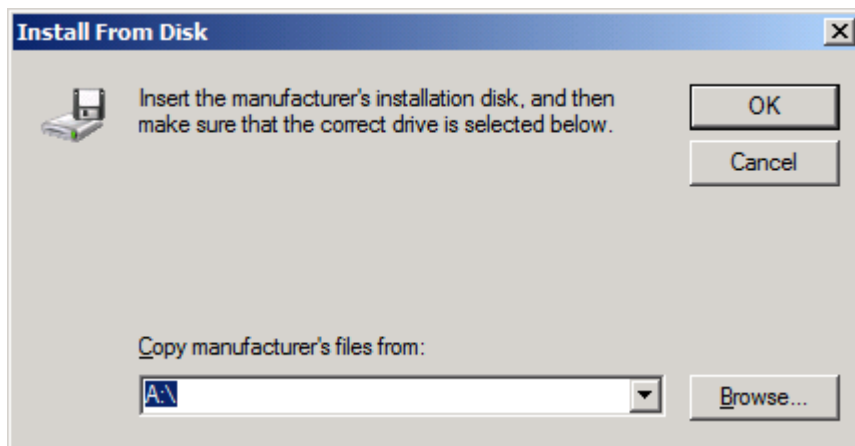 Install From Disk
Insert the manufacturer's installation disk, and then
make sure that the correct drive is selected below.
OK
Cancel
Copy manufacturer's files from:
A:\
Browse...